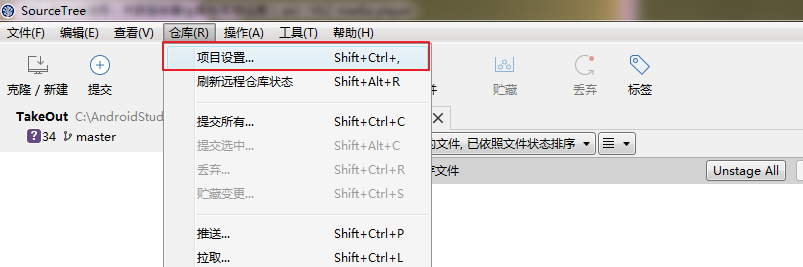 SourceTree
文件(F) 编辑(E) 查看(V) 仓库(R) 操作(A) 工具(T) 帮助(H)
项目设置... Shift+Ctrl+,
刷新远程仓库状态 Shift+Alt+R
克隆 / 新建 提交 件 贮藏 丢弃 标签
TakeOut C:\AndroidStud
34 master
提交所有... Shift+Ctrl+C
提交选中... Shift+Alt+C
丢弃... Shift+Ctrl+R
贮藏变更... Shift+Ctrl+S
推送... Shift+Ctrl+P
拉取... Shift+Ctrl+L
的文件, 已依照文件状态排序
文件
Unstage All